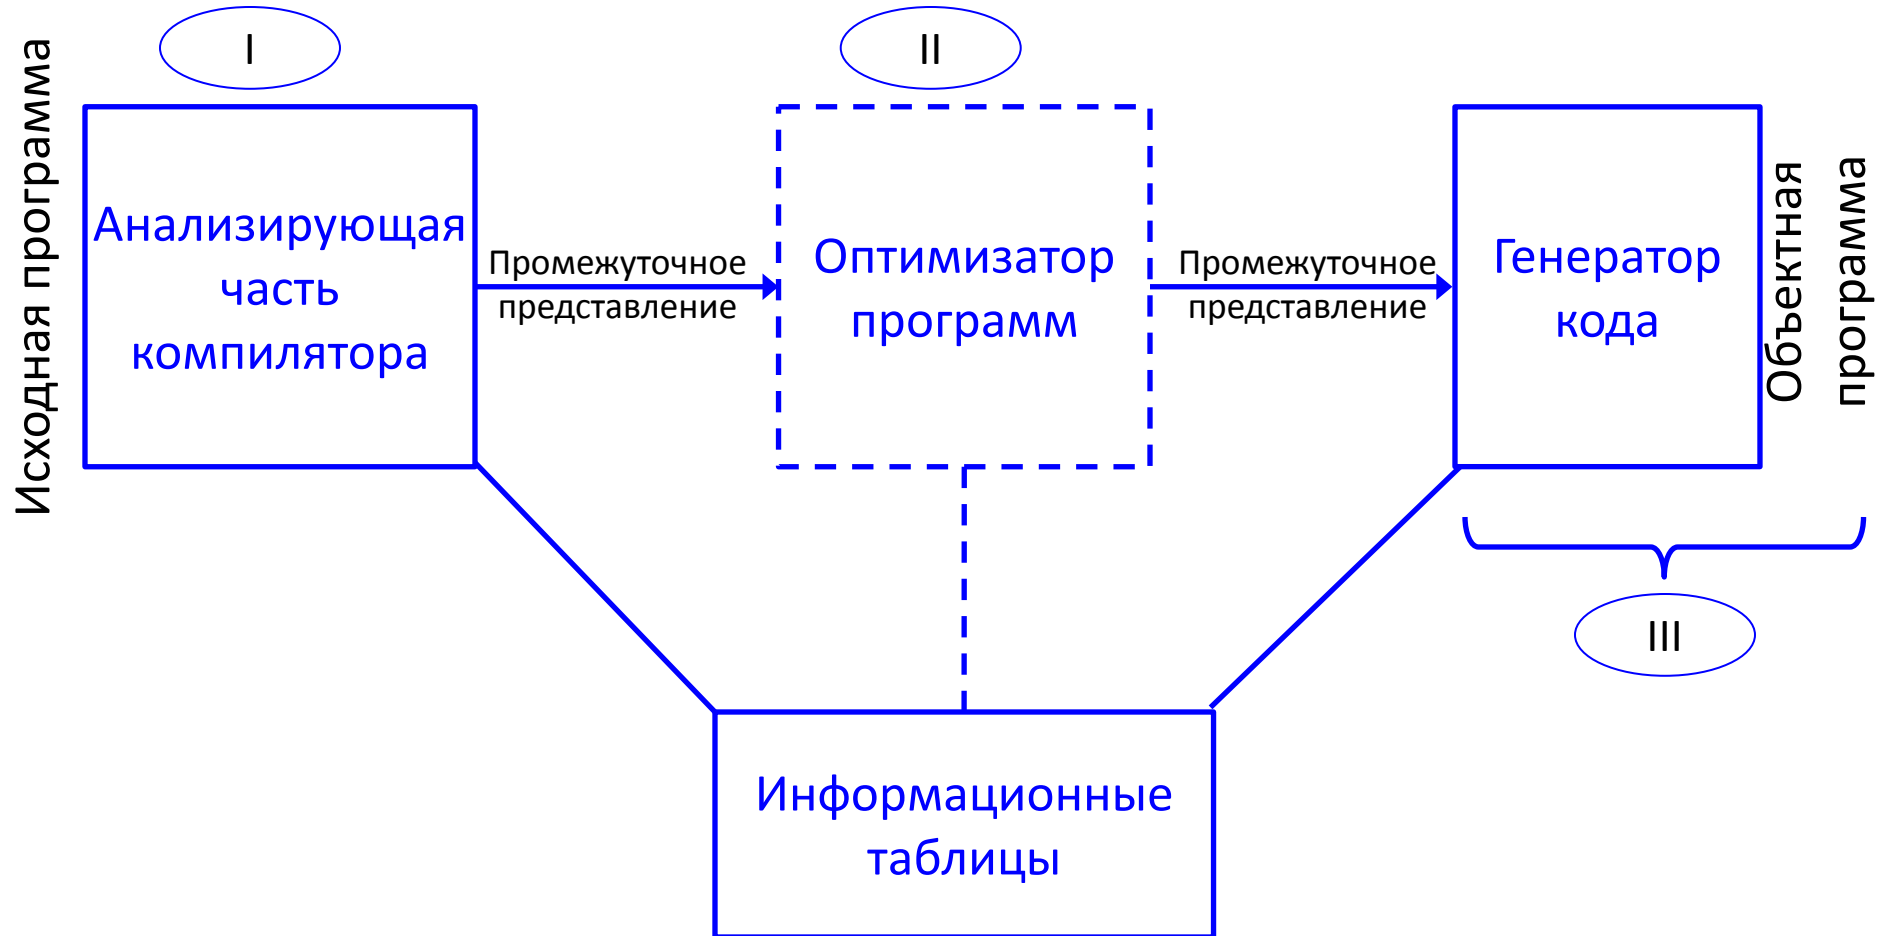 I
II
Исходная программа
Анализирующая
часть
компилятора
Промежуточное
представление
Оптимизатор
программ
Промежуточное
представление
Генератор
кода
Объектная
программа
III
Информационные
таблицы